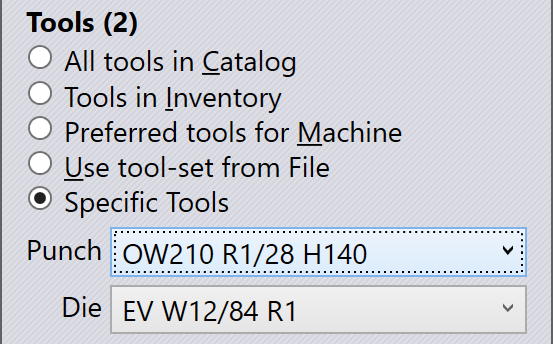 Tools (2)
All tools in Catalog
Tools in Inventory
Preferred tools for Machine
Use tool-set from File
Specific Tools
Punch OW210 R1/28 H140
Die EV W12/84 R1